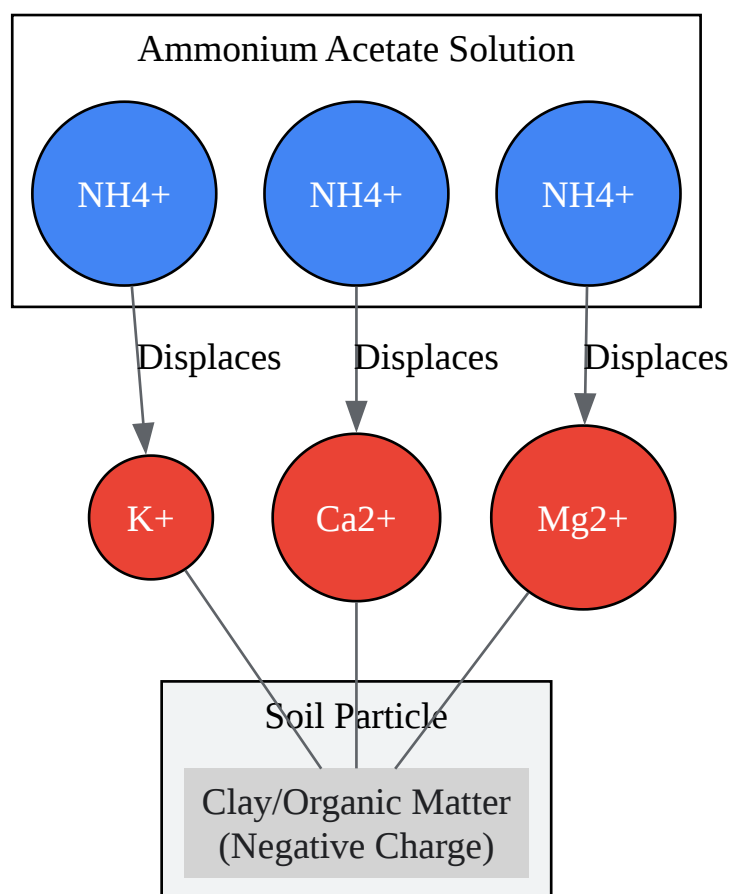 Ammonium Acetate Solution
NH4+ NH4+ NH4+
Displaces Displaces Displaces
K+ Ca2+ Mg2+
Soil Particle
Clay/Organic Matter
(Negative Charge)